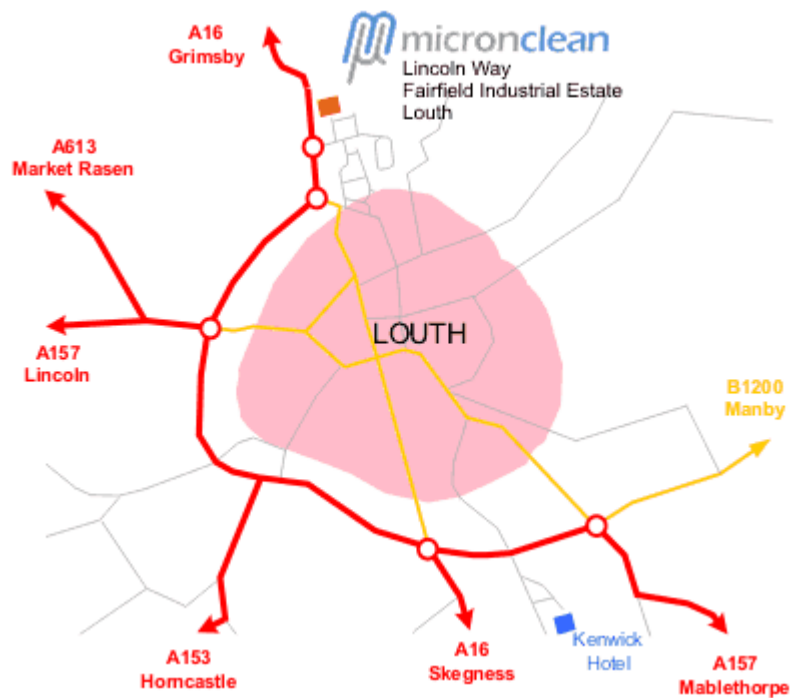 A16
Grimsby
micronclean
Lincoln Way
Fairfield Industrial Estate
Louth
A613
Market Rasen
LOUTH
A157
Lincoln
B1200
Manby
A153
Horncastle
A16
Skegness
Kenwick
Hotel
A157
Mablethorpe